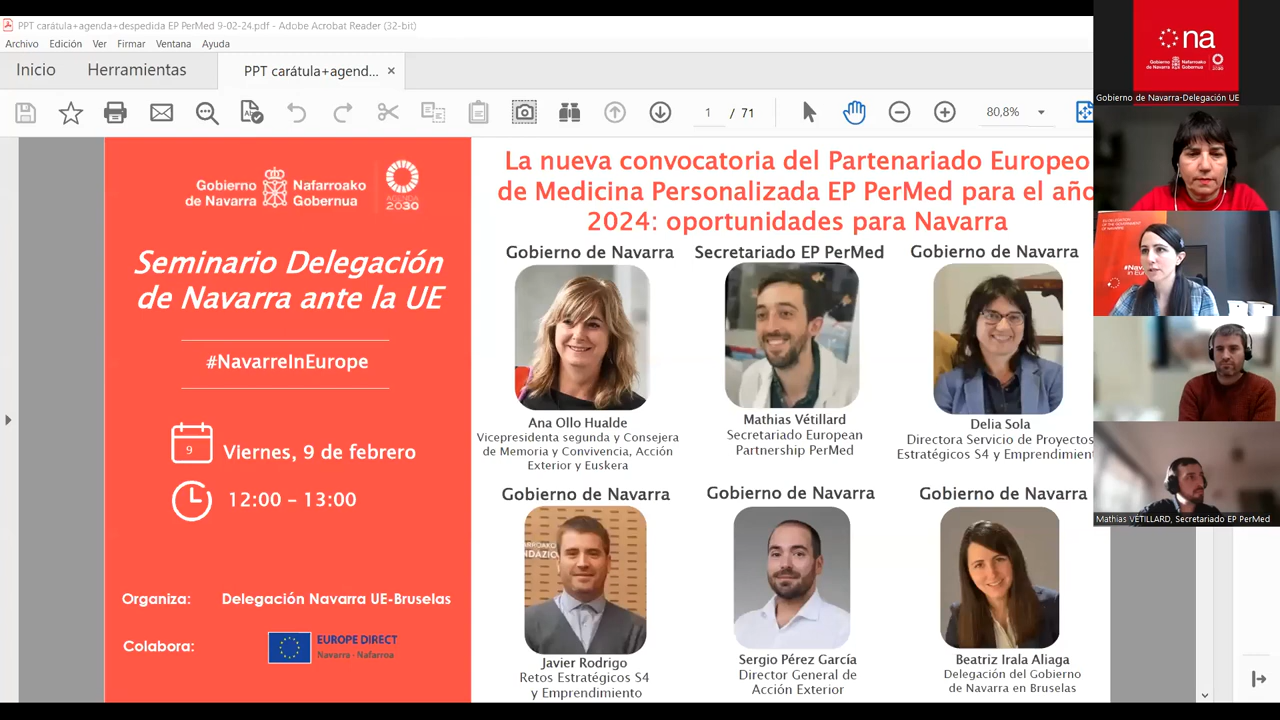 PPT carátula+agenda+despedida EP PerMed 9-02-24.pdf - Adobe Acrobat Reader (32-bit)
Archivo Edición Ver Firmar Ventana Ayuda
Inicio Herramientas PPT carátula+agend... ×
1 / 71 80,8%
Gobierno de Navarra Nafarroako Gobernua
AGENDA 2030
Seminario Delegación
de Navarra ante la UE
#NavarreInEurope
9
Viernes, 9 de febrero
12:00 – 13:00
Organiza: Delegación Navarra UE-Bruselas
Colabora: EUROPE DIRECT
Navarra - Nafarroa
La nueva convocatoria del Partenariado Europeo
de Medicina Personalizada EP PerMed para el año
2024: oportunidades para Navarra
Gobierno de Navarra
Ana Ollo Hualde
Vicepresidenta segunda y Consejera
de Memoria y Convivencia, Acción
Exterior y Euskera
Secretariado EP PerMed
Mathias Vétillard
Secretariado European
Partnership PerMed
Gobierno de Navarra
Delia Sola
Directora Servicio de Proyectos
Estratégicos S4 y Emprendimient
Gobierno de Navarra
Javier Rodrigo
Retos Estratégicos S4
y Emprendimiento
Gobierno de Navarra
Sergio Pérez García
Director General de
Acción Exterior
Gobierno de Navarra
Beatriz Irala Aliaga
Delegación del Gobierno
de Navarra en Bruselas
na
Gobierno de Navarra Nafarroako Gobernua
Gobierno de Navarra-Delegación UE
Mathias VÉTILLARD, Secretariado EP PerMed